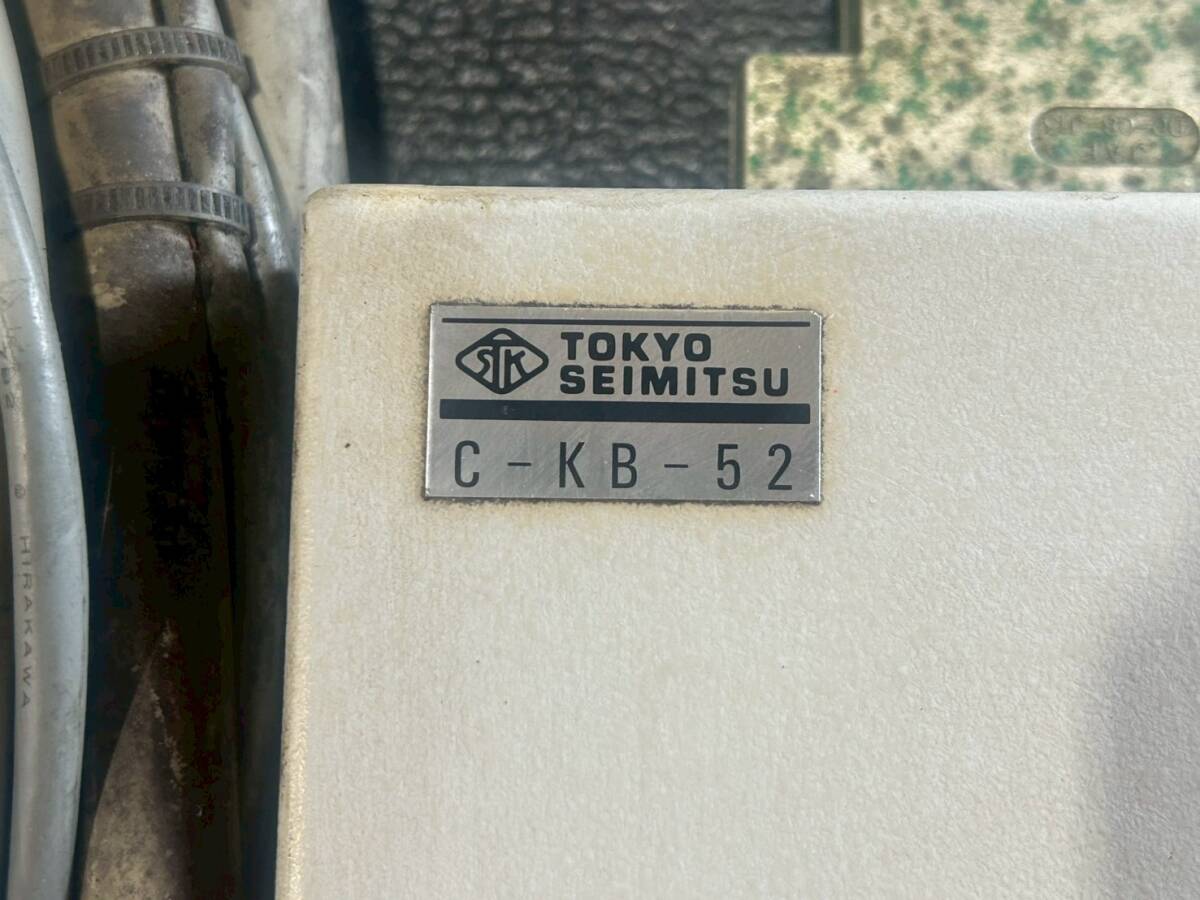 STK
TOKYO
SEIMITSU
C-KB-52
© HIRAKAWA